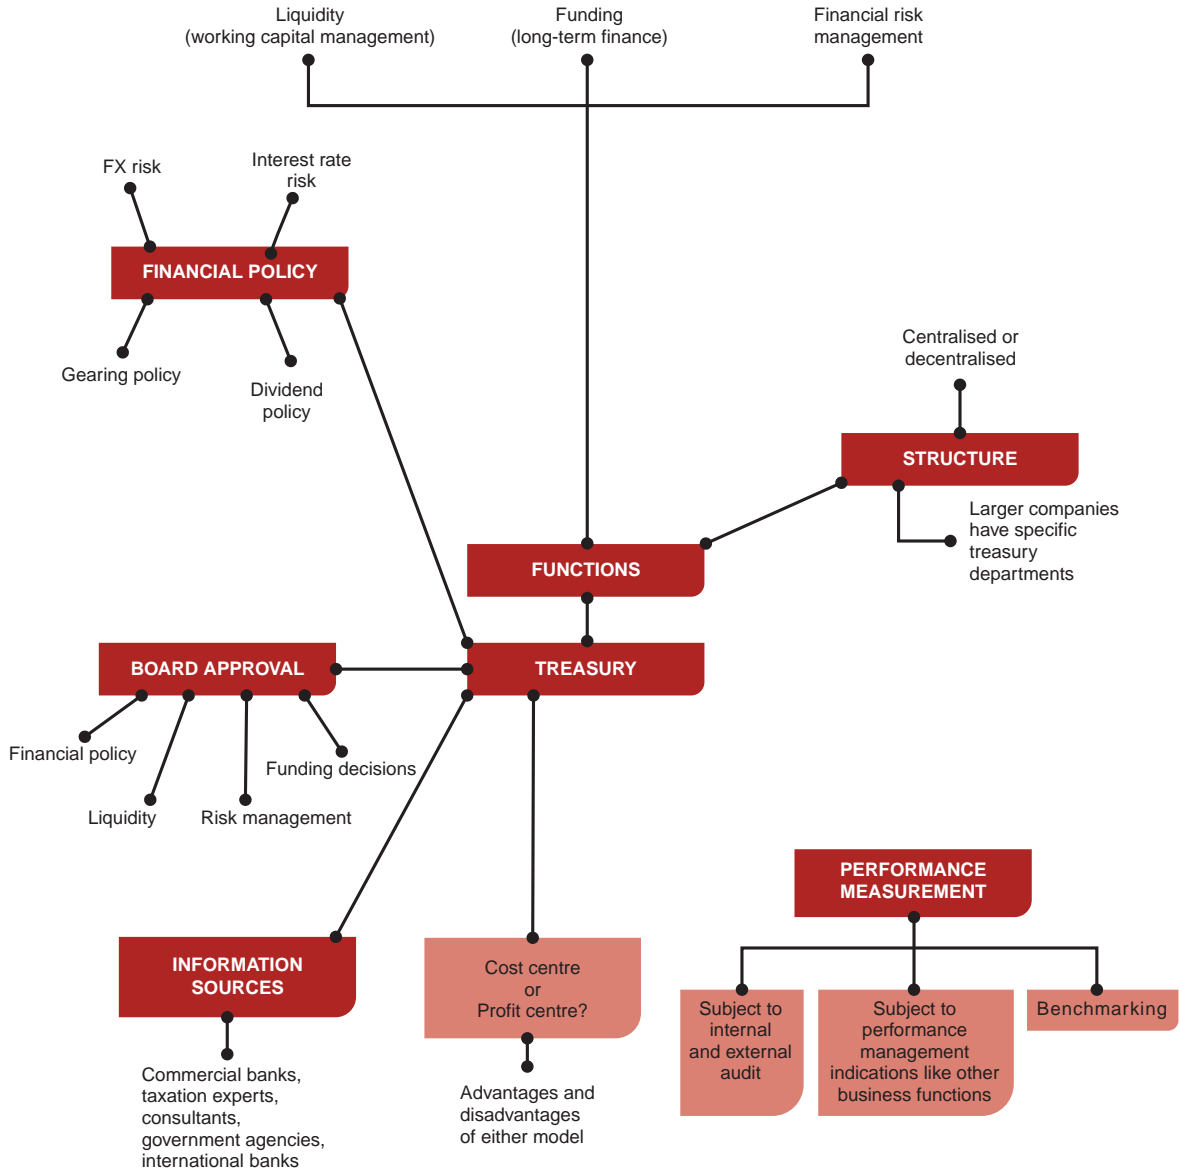 Liquidity
(working capital management)
Funding
(long-term finance)
Financial risk
management
FX risk
Interest rate
risk
FINANCIAL POLICY
Gearing policy
Dividend
policy
Centralised or
decentralised
STRUCTURE
Larger companies
have specific
treasury
departments
FUNCTIONS
BOARD APPROVAL
TREASURY
Financial policy
Liquidity
Risk management
Funding decisions
PERFORMANCE
MEASUREMENT
INFORMATION
SOURCES
Cost centre
or
Profit centre?
Subject to
internal
and external
audit
Subject to
performance
management
indications like other
business functions
Benchmarking
Commercial banks,
taxation experts,
consultants,
government agencies,
international banks
Advantages and
disadvantages
of either model